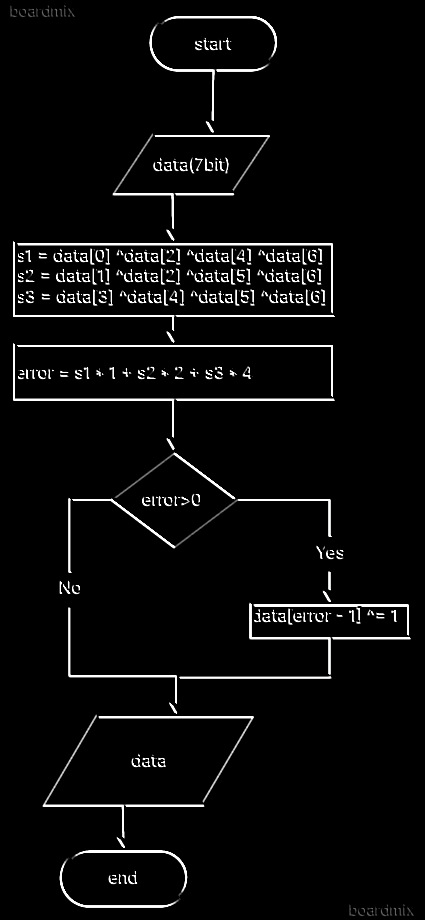 boardmix
start
data(7bit)
s1 = data[0] ^data[2] ^data[4] ^data[6]
s2 = data[1] ^data[2] ^data[5] ^data[6]
s3 = data[3] ^data[4] ^data[5] ^data[6]
error = s1 * 1 + s2 * 2 + s3 * 4
error>0
Yes
No
data[error - 1] ^= 1
data
end
boardmix